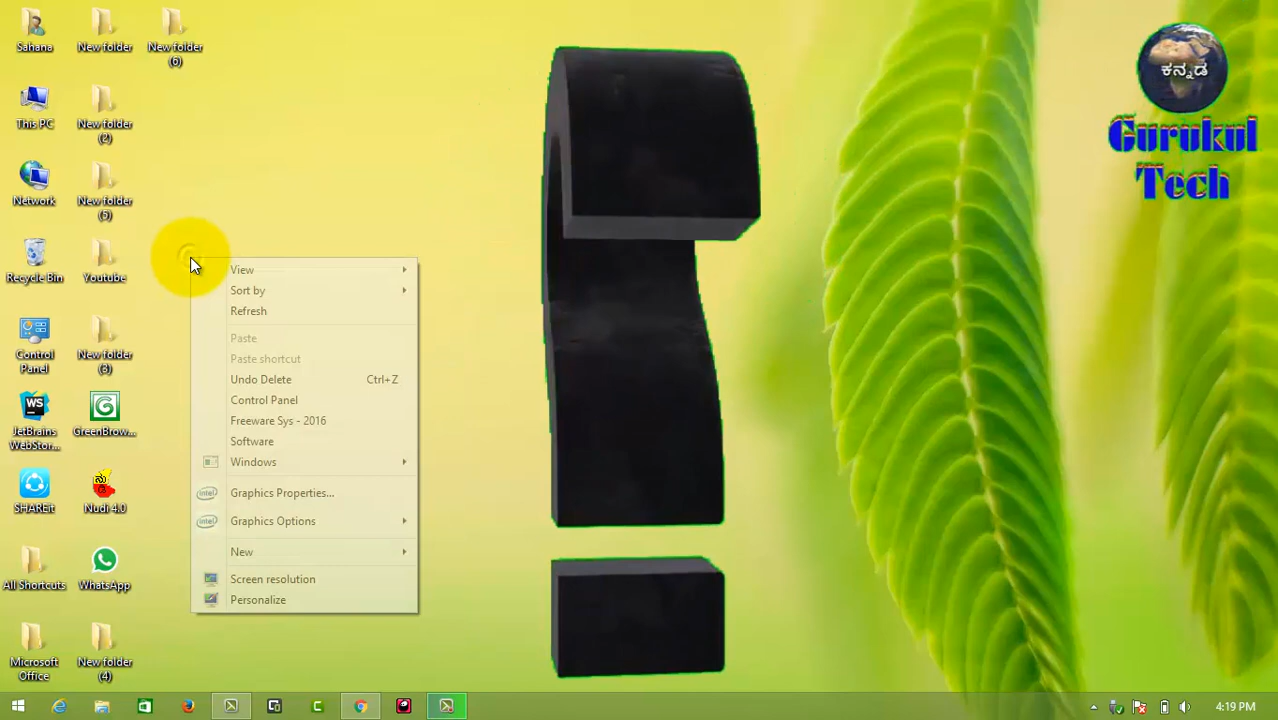 Sahana
New folder
New folder
(6)
This PC
New folder
(2)
Network
New folder
(5)
Recycle Bin
Youtube
Control
Panel
New folder
(3)
JetBrains
WebStor...
GreenBrow...
SHAREit
Nudi 4.0
All Shortcuts
WhatsApp
Microsoft
Office
New folder
(4)
View
Sort by
Refresh
Paste
Paste shortcut
Undo Delete Ctrl+Z
Control Panel
Freeware Sys - 2016
Software
Windows
intel Graphics Properties...
intel Graphics Options
New
Screen resolution
Personalize
ಕನ್ನಡ
Gurukul
Tech
4:19 PM